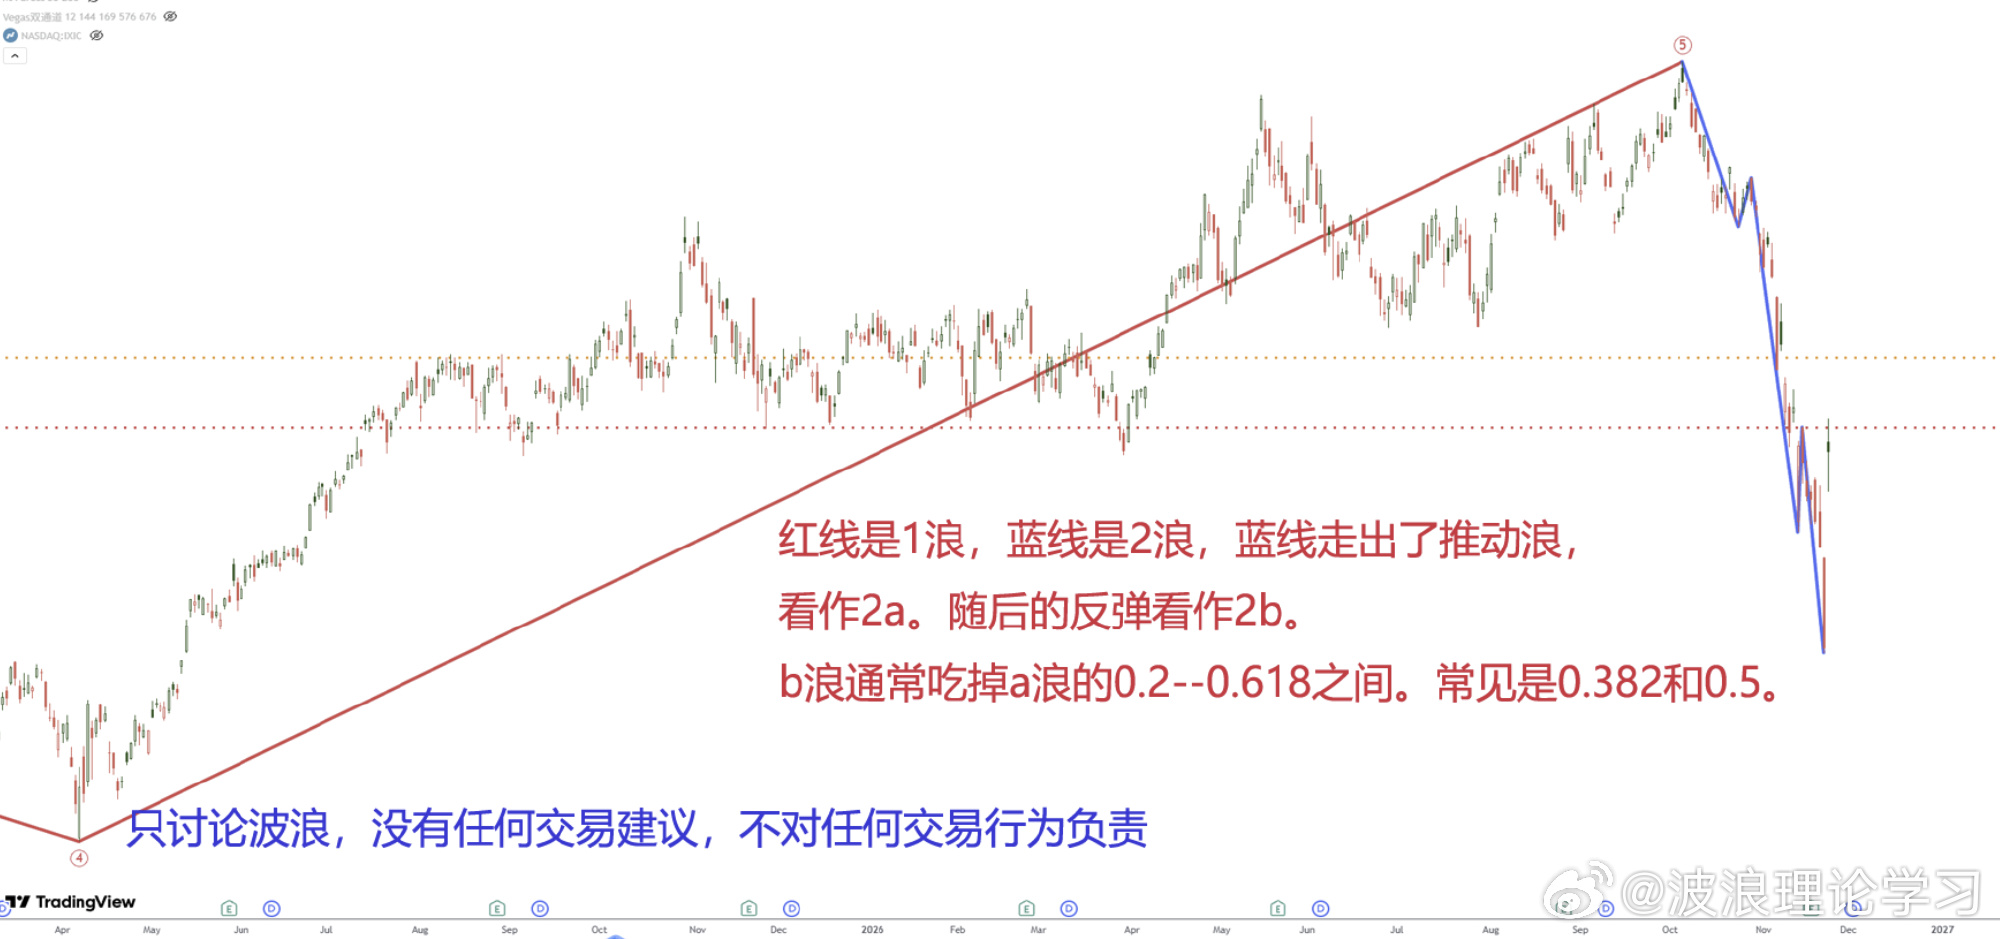 Vegas双通道 12 144 169 576 676
NASDAQ:IXIC
⑤
红线是1浪，蓝线是2浪，蓝线走出了推动浪，
看作2a。随后的反弹看作2b。
b浪通常吃掉a浪的0.2--0.618之间。常见是0.382和0.5。
只讨论波浪，没有任何交易建议，不对任何交易行为负责
④
TradingView
@波浪理论学习
E D E D E D E D E D D D
Apr May Jun Jul Aug Sep Oct Nov Dec 2026 Feb Mar Apr May Jun Jul Aug Sep Oct Nov Dec 2027